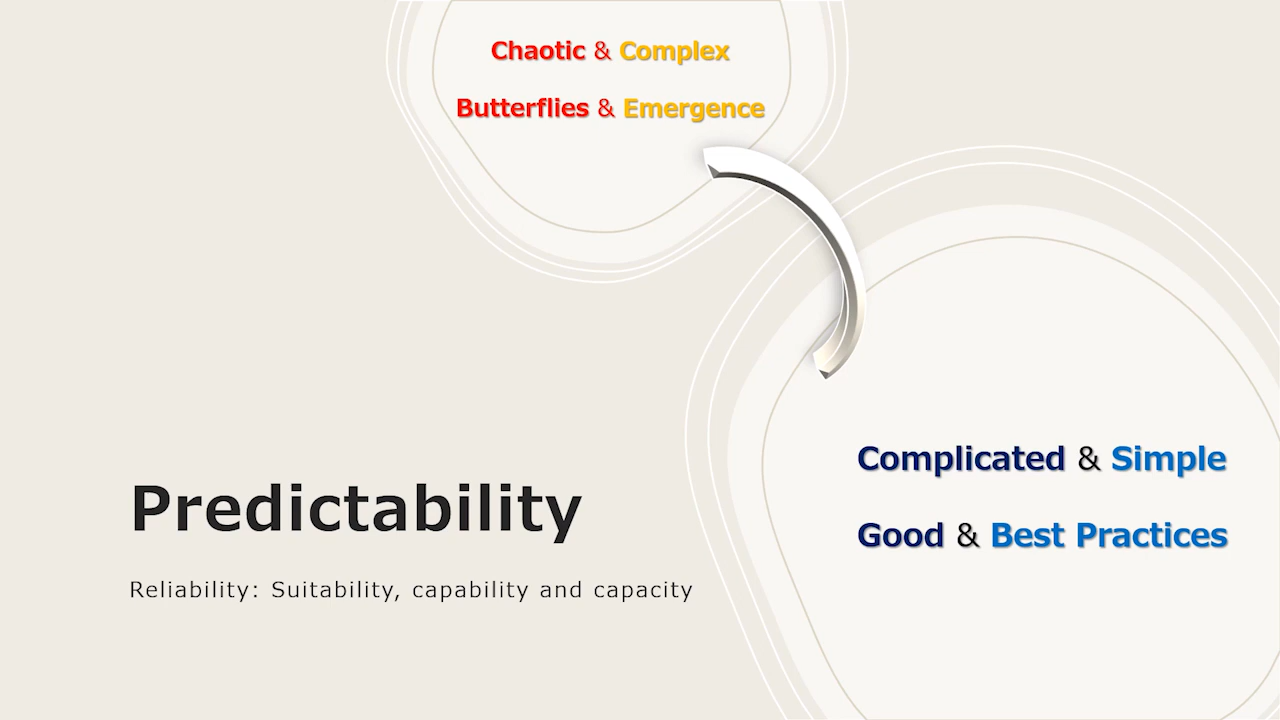 Chaotic & Complex
Butterflies & Emergence
Complicated & Simple
Good & Best Practices
Predictability
Reliability: Suitability, capability and capacity